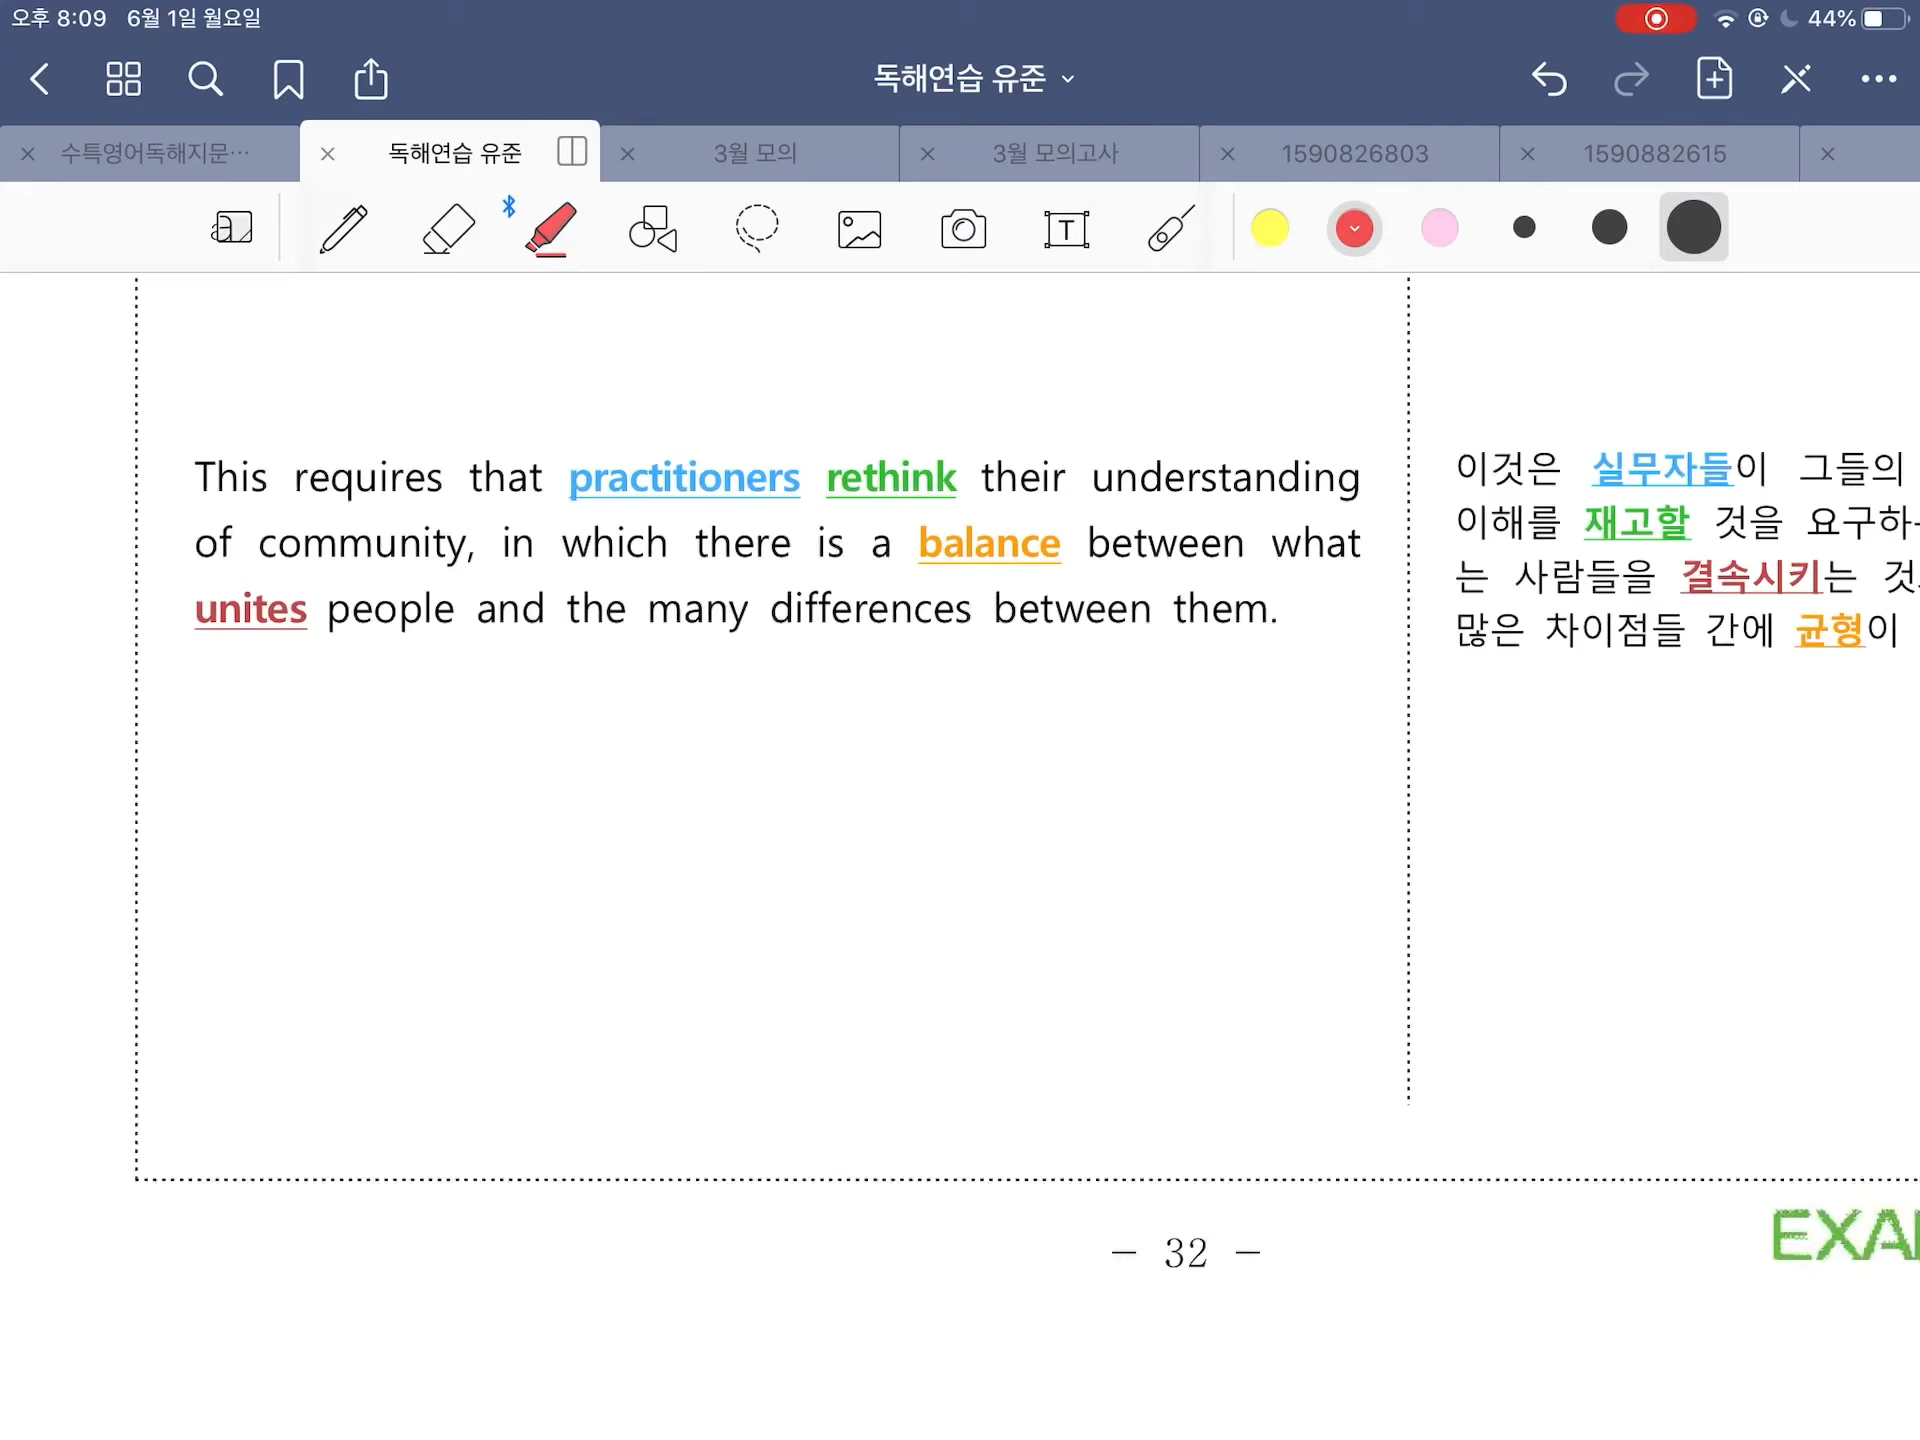 오후 8:09 6월 1일 월요일
44%
독해연습 유준
수특영어독해지문…
독해연습 유준
3월 모의
3월 모의고사
1590826803
1590882615
This requires that practitioners rethink their understanding
of community, in which there is a balance between what
unites people and the many differences between them.
이것은 실무자들이 그들의
이해를 재고할 것을 요구하
는 사람들을 결속시키는 것
많은 차이점들 간에 균형이
- 32 -